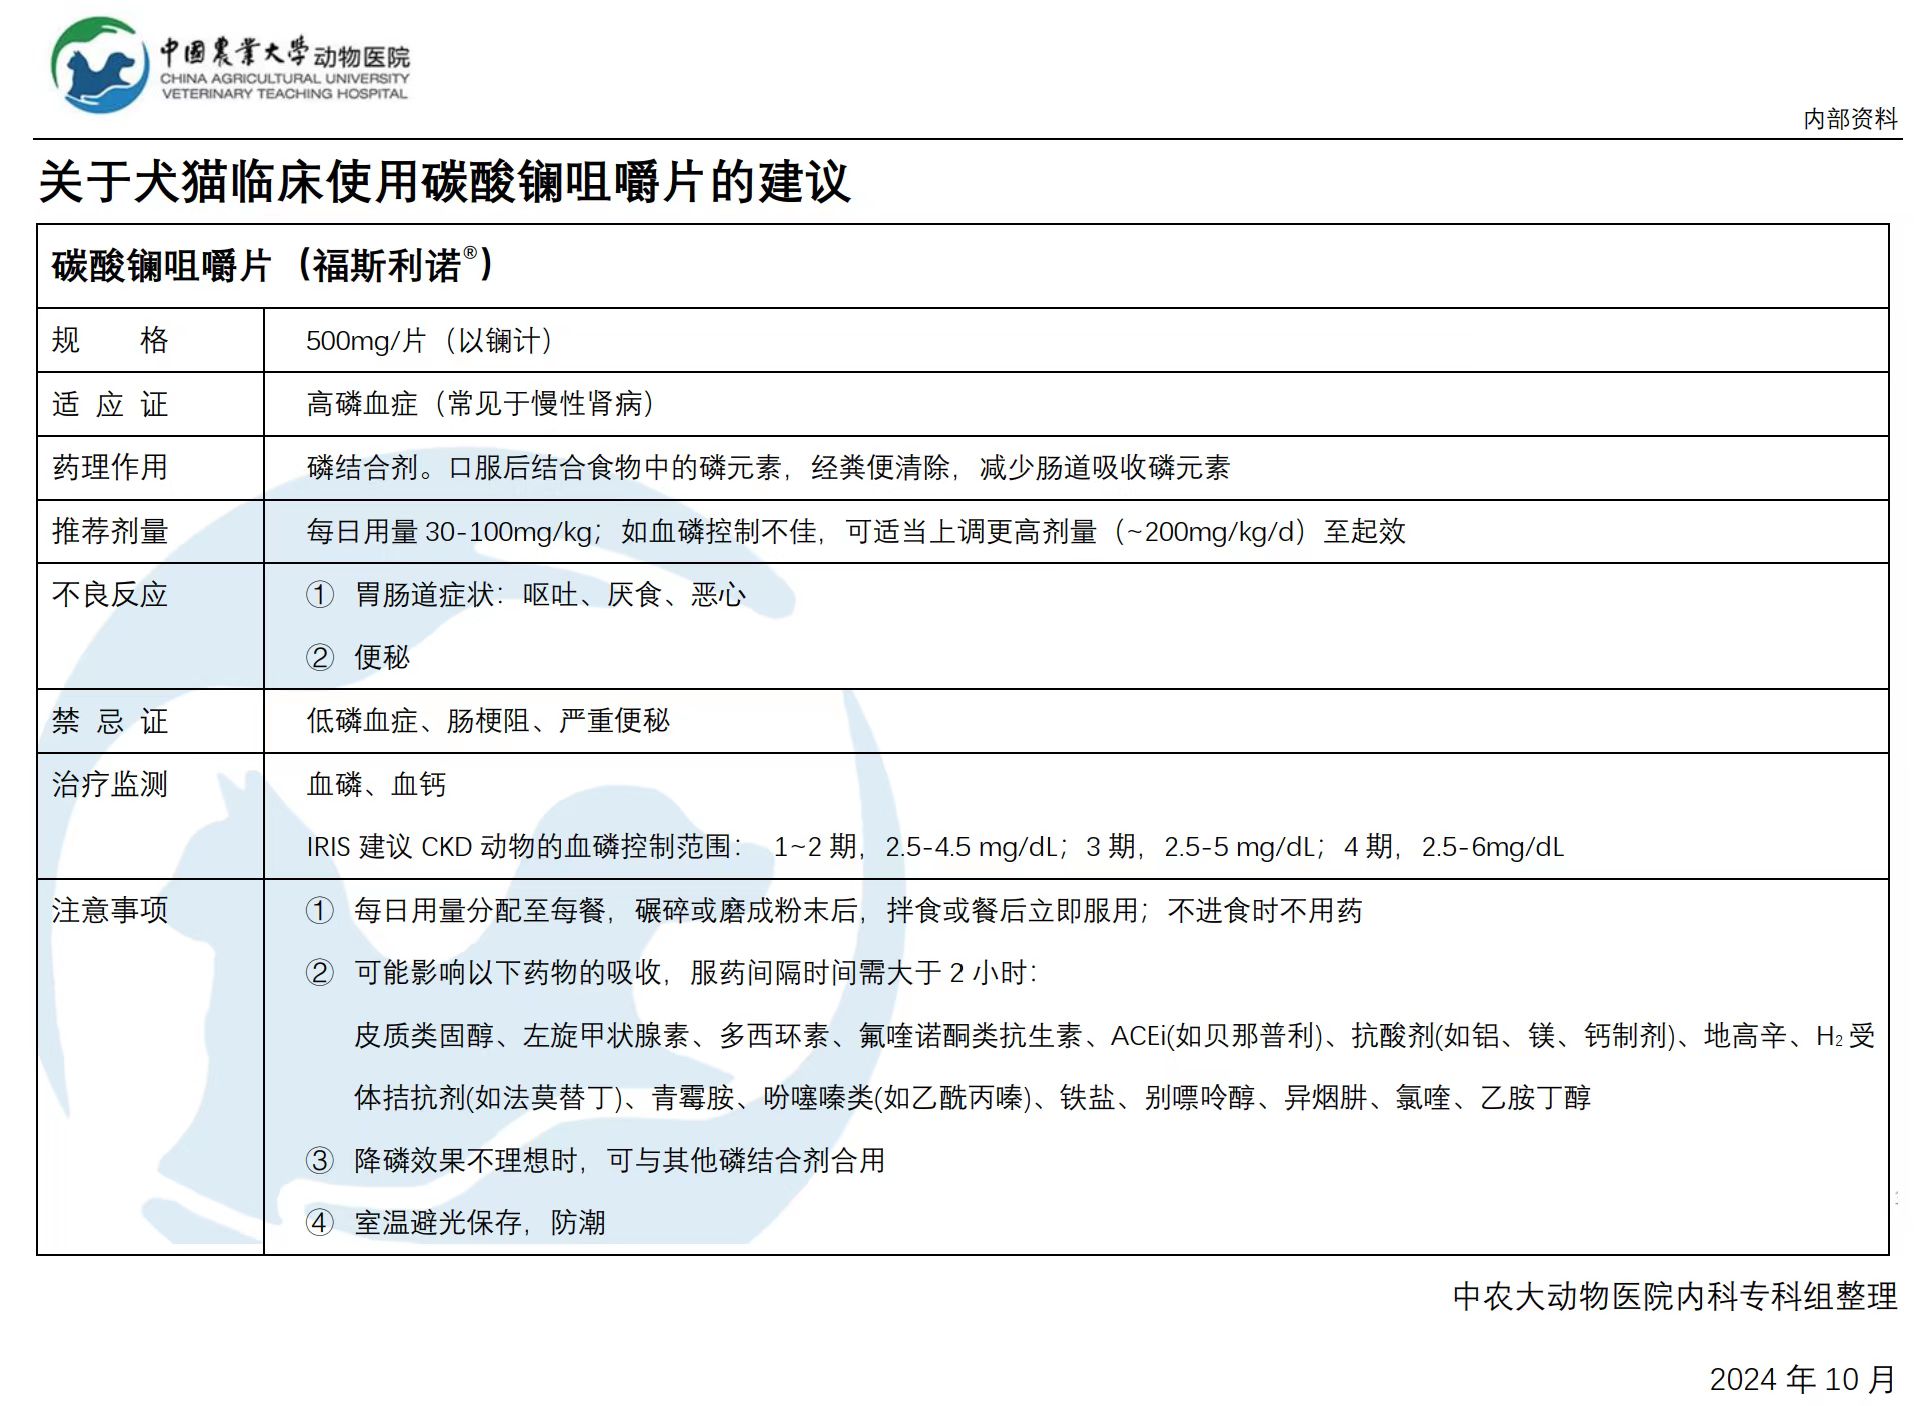 中国農業大学动物医院
CHINA AGRICULTURAL UNIVERSITY
VETERINARY TEACHING HOSPITAL
内部资料
关于犬猫临床使用碳酸镧咀嚼片的建议
碳酸镧咀嚼片（福斯利诺®）
规 格 500mg/片（以镧计）
适 应 证 高磷血症（常见于慢性肾病）
药理作用 磷结合剂。口服后结合食物中的磷元素，经粪便清除，减少肠道吸收磷元素
推荐剂量 每日用量 30-100mg/kg；如血磷控制不佳，可适当上调更高剂量（~200mg/kg/d）至起效
不良反应 ① 胃肠道症状：呕吐、厌食、恶心
② 便秘
禁 忌 证 低磷血症、肠梗阻、严重便秘
治疗监测 血磷、血钙
IRIS 建议 CKD 动物的血磷控制范围： 1~2 期，2.5-4.5 mg/dL；3 期，2.5-5 mg/dL；4 期，2.5-6mg/dL
注意事项 ① 每日用量分配至每餐，碾碎或磨成粉末后，拌食或餐后立即服用；不进食时不用药
② 可能影响以下药物的吸收，服药间隔时间需大于 2 小时：
皮质类固醇、左旋甲状腺素、多西环素、氟喹诺酮类抗生素、ACEi(如贝那普利)、抗酸剂(如铝、镁、钙制剂)、地高辛、H₂ 受
体拮抗剂(如法莫替丁)、青霉胺、吩噻嗪类(如乙酰丙嗪)、铁盐、别嘌呤醇、异烟肼、氯喹、乙胺丁醇
③ 降磷效果不理想时，可与其他磷结合剂合用
④ 室温避光保存，防潮
中农大动物医院内科专科组整理
2024 年 10 月